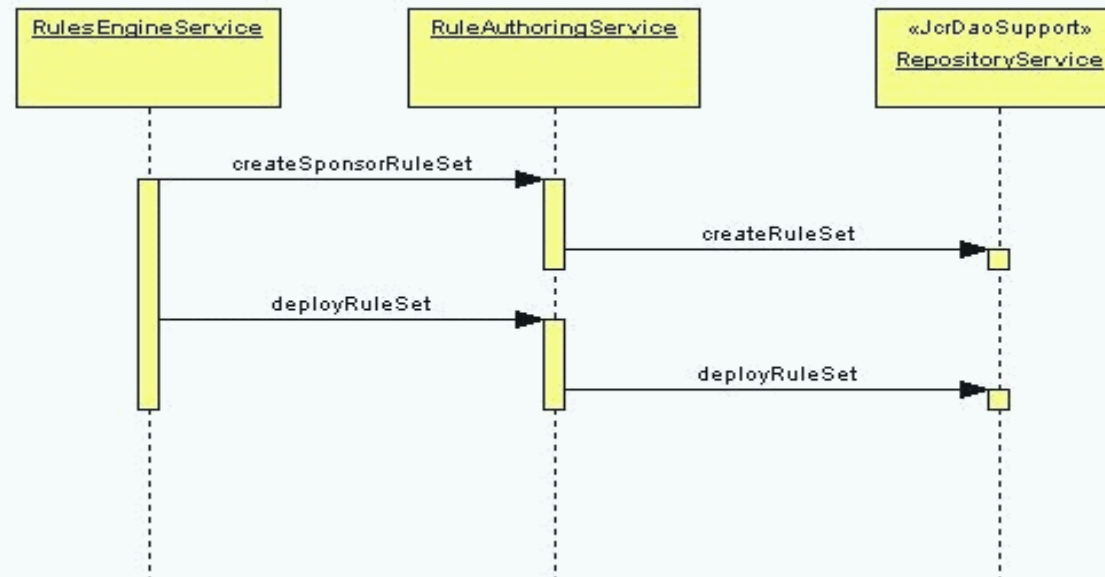 RulesEngineService
RuleAuthoringService
«JcrDaoSupport»
RepositoryService
createSponsorRuleSet
createRuleSet
deployRuleSet
deployRuleSet